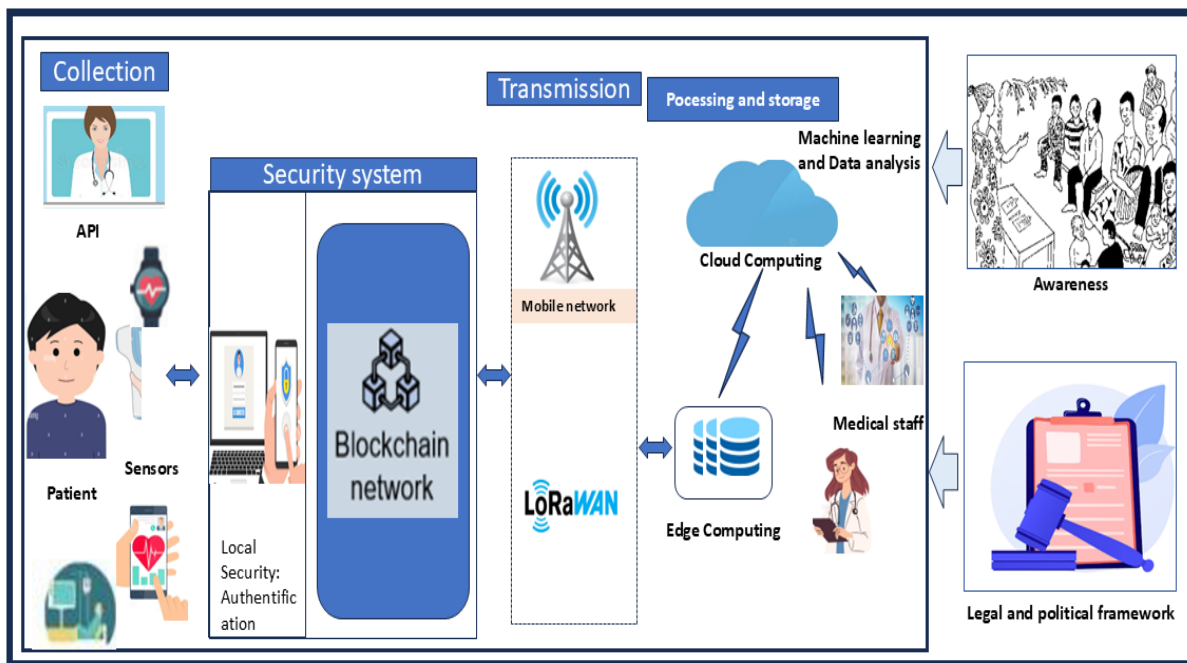 Collection
API
Sensors
Patient
Security system
Local
Security:
Authentific
ation
Blockchain
network
Transmission
Mobile network
LoRaWAN
Pocessing and storage
Machine learning
and Data analysis
Cloud Computing
Edge Computing
Medical staff
Awareness
Legal and political framework